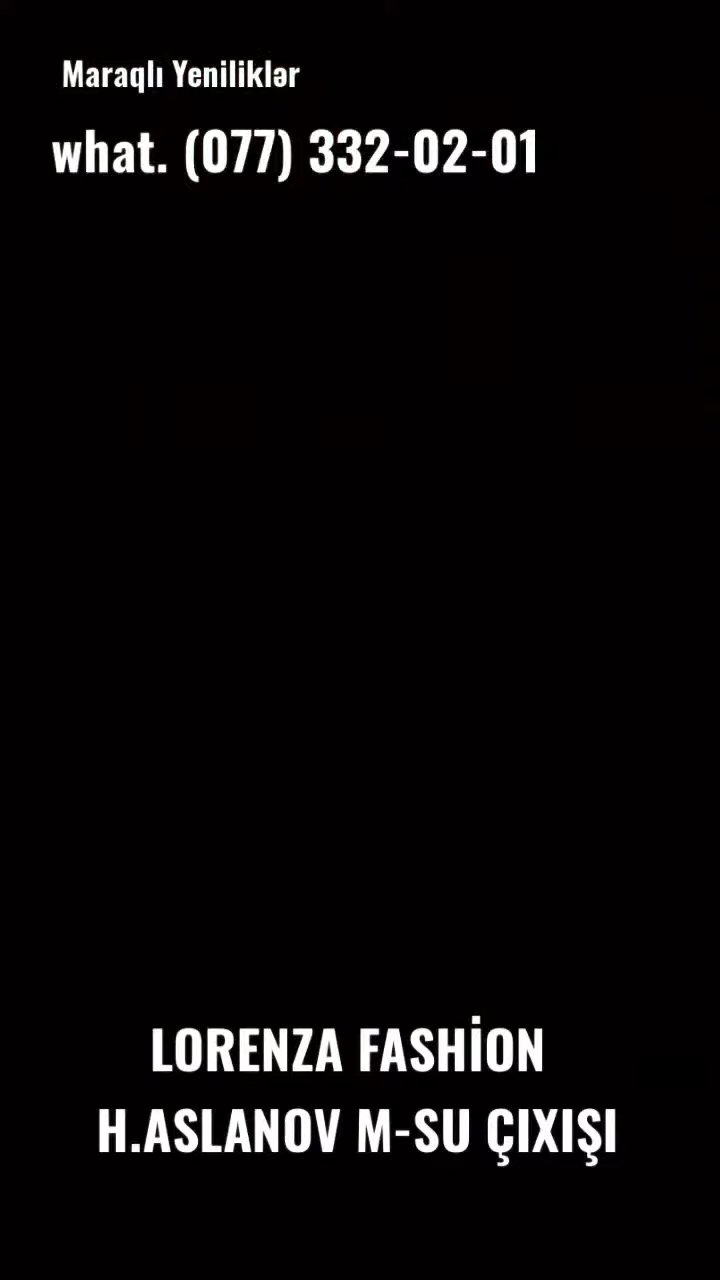 Maraqlı Yeniliklər
what. (077) 332-02-01
LORENZA FASHİON
H.ASLANOV M-SU ÇIXIŞI